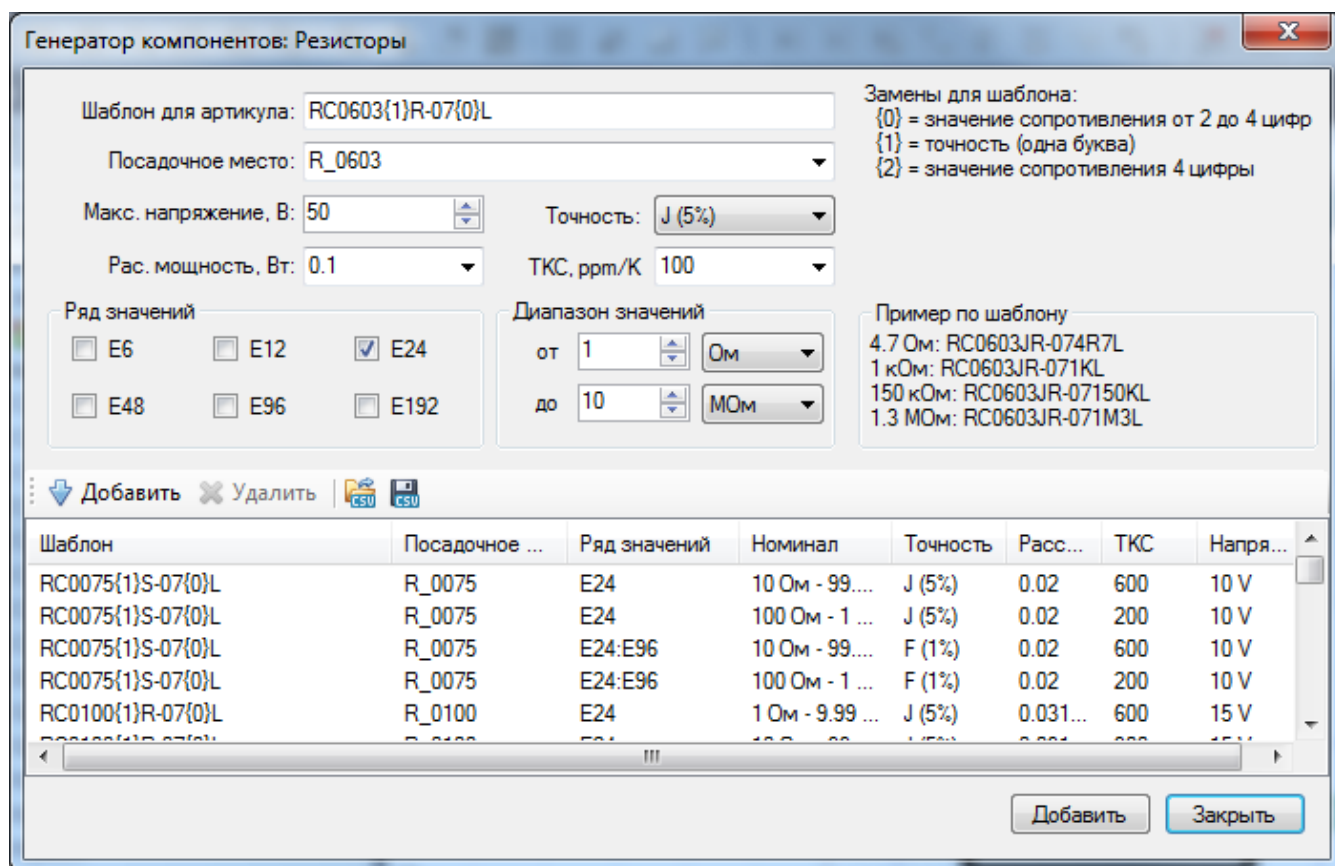 Генератор компонентов: Резисторы
Шаблон для артикула: RC0603{1}R-07{0}L
Посадочное место: R_0603
Макс. напряжение, В: 50
Точность: J (5%)
Рас. мощность, Вт: 0.1
ТКС, ppm/K 100
Замены для шаблона:
{0} = значение сопротивления от 2 до 4 цифр
{1} = точность (одна буква)
{2} = значение сопротивления 4 цифры
Ряд значений
E6 E12 E24
E48 E96 E192
Диапазон значений
от 1 Ом
до 10 МОм
Пример по шаблону
4.7 Ом: RC0603JR-074R7L
1 кОм: RC0603JR-071KL
150 кОм: RC0603JR-07150KL
1.3 МОм: RC0603JR-071M3L
Добавить Удалить CSV CSV
Шаблон Посадочное ... Ряд значений Номинал Точность Расс... ТКС Напря...
RC0075{1}S-07{0}L R_0075 E24 10 Ом - 99.... J (5%) 0.02 600 10 V
RC0075{1}S-07{0}L R_0075 E24 100 Ом - 1 ... J (5%) 0.02 200 10 V
RC0075{1}S-07{0}L R_0075 E24:E96 10 Ом - 99.... F (1%) 0.02 600 10 V
RC0075{1}S-07{0}L R_0075 E24:E96 100 Ом - 1 ... F (1%) 0.02 200 10 V
RC0100{1}R-07{0}L R_0100 E24 1 Ом - 9.99 ... J (5%) 0.031... 600 15 V
Добавить Закрыть